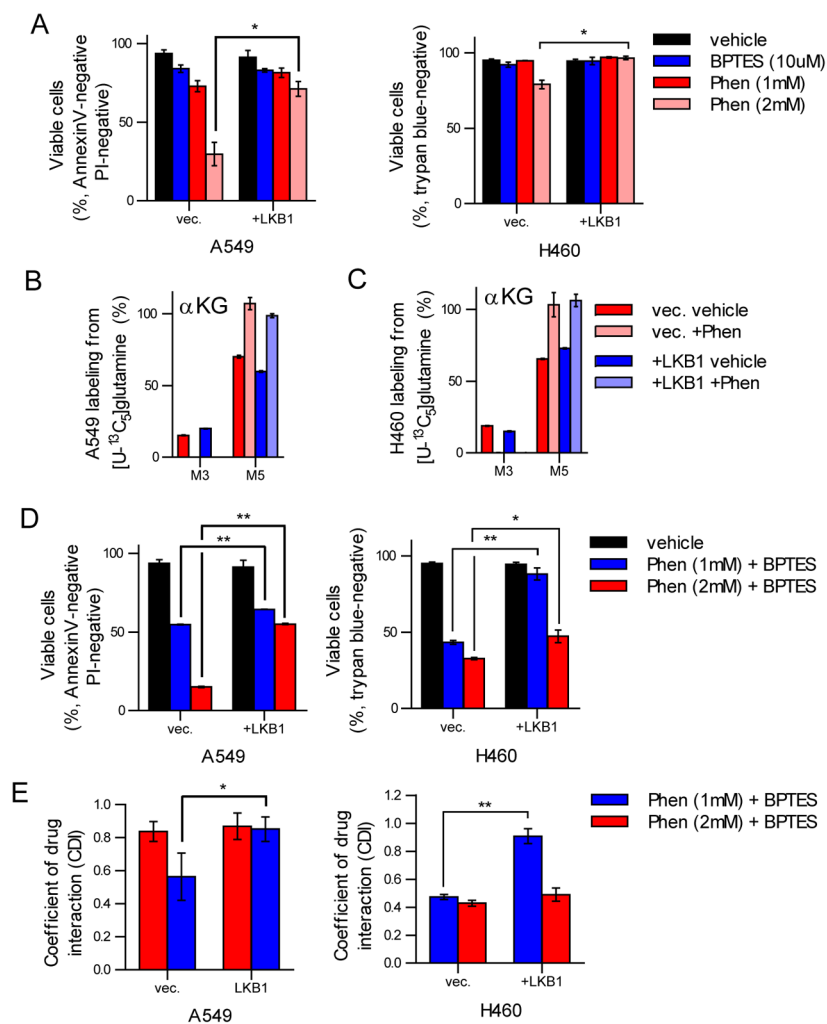 A
Viable cells
(%, AnnexinV-negative
PI-negative)
100
50
0
*
vec.
+LKB1
A549
Viable cells
(%, trypan blue-negative)
100
50
0
*
vec.
+LKB1
H460
vehicle
BPTES (10uM)
Phen (1mM)
Phen (2mM)
B
A549 labeling from
[U-¹³C₅]glutamine (%)
αKG
100
50
0
M3
M5
C
H460 labeling from
[U-¹³C₅]glutamine (%)
αKG
100
50
0
M3
M5
vec. vehicle
vec. +Phen
+LKB1 vehicle
+LKB1 +Phen
D
Viable cells
(%, AnnexinV-negative
PI-negative)
100
50
0
**
**
vec.
+LKB1
A549
Viable cells
(%, trypan blue-negative)
100
50
0
*
**
vec.
+LKB1
H460
vehicle
Phen (1mM) + BPTES
Phen (2mM) + BPTES
E
Coefficient of drug
interaction (CDI)
1.0
0.8
0.6
0.4
0.2
0.0
*
vec.
LKB1
A549
Coefficient of drug
interaction (CDI)
1.2
1.0
0.8
0.6
0.4
0.2
0.0
**
vec.
+LKB1
H460
Phen (1mM) + BPTES
Phen (2mM) + BPTES